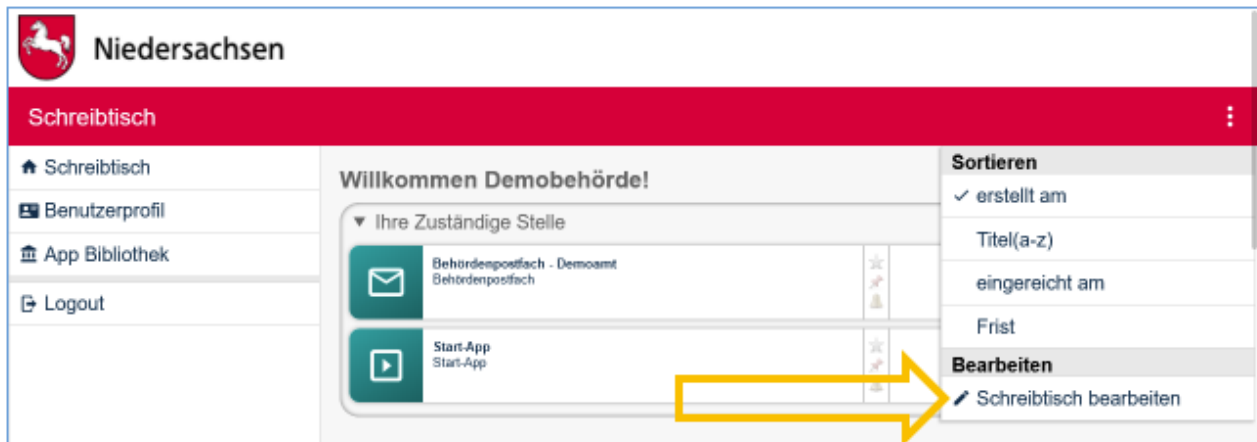 Niedersachsen
Schreibtisch
Schreibtisch
Benutzerprofil
App Bibliothek
Logout
Willkommen Demobehörde!
Ihre Zuständige Stelle
Behördenpostfach - Demoamt
Behördenpostfach
Start-App
Start-App
Sortieren
erstellt am
Titel(a-z)
eingereicht am
Frist
Bearbeiten
Schreibtisch bearbeiten